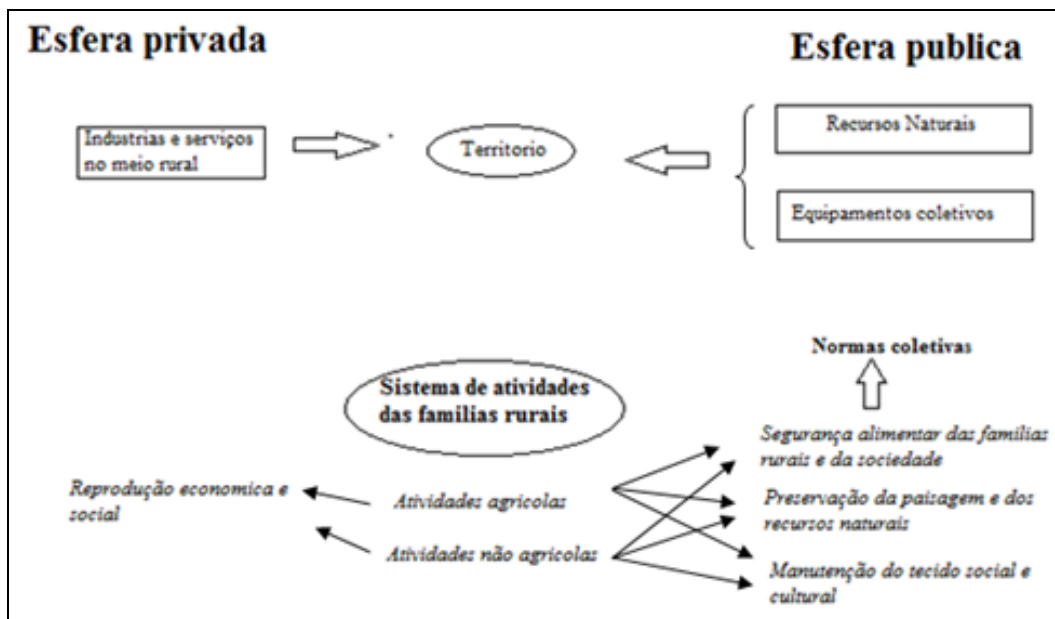 Esfera privada
Esfera publica
Industrias e serviços
no meio rural
Territorio
Recursos Naturais
Equipamentos coletivos
Normas coletivas
Sistema de atividades
das familias rurais
Segurança alimentar das famílias
rurais e da sociedade
Reprodução economica e
social
Atividades agricolas
Preservação da paisagem e dos
recursos naturais
Atividades não agricolas
Manutenção do tecido social e
cultural